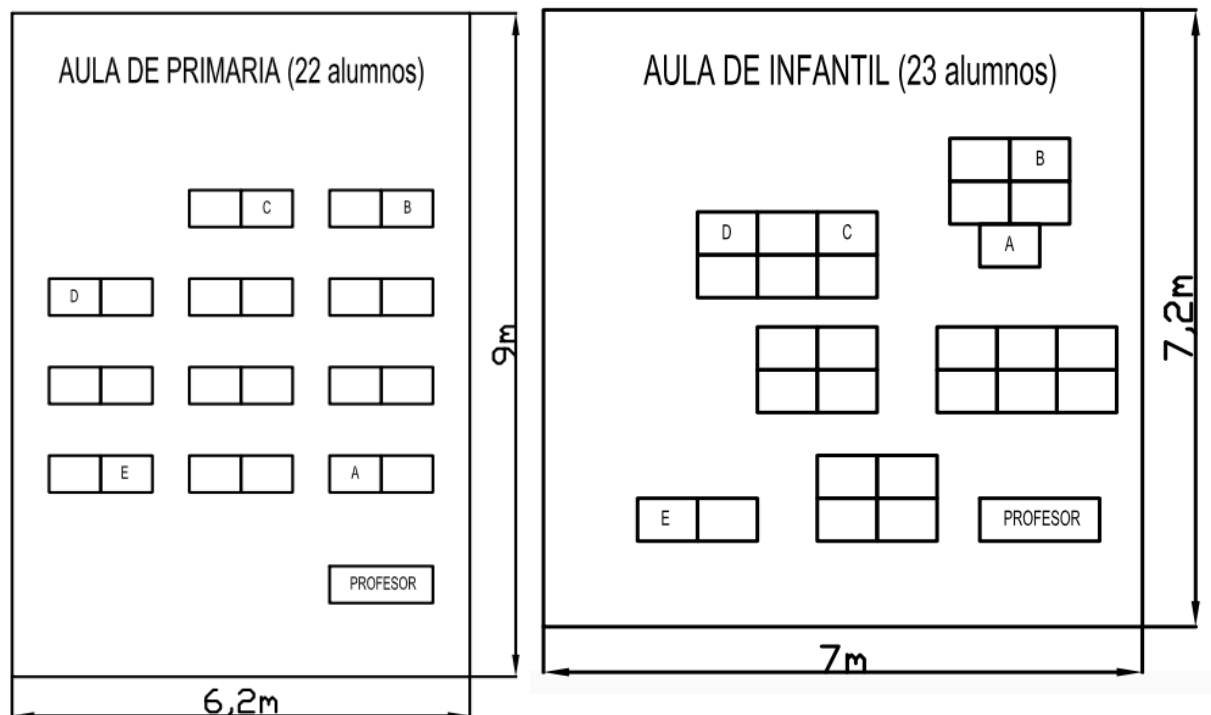 AULA DE PRIMARIA (22 alumnos)
C
B
D
E
A
PROFESOR
9m
6,2m
AULA DE INFANTIL (23 alumnos)
B
D
C
A
E
PROFESOR
7,2m
7m